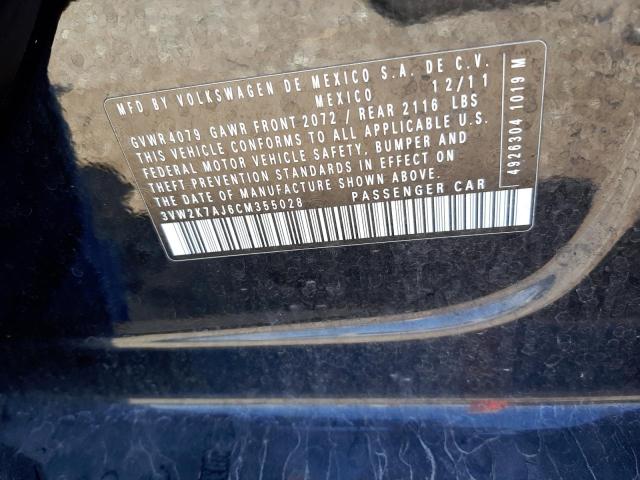 MFD BY VOLKSWAGEN DE MEXICO S.A. DE C.V.
MEXICO 12/11
GVWR 4079 GAWR FRONT 2072 / REAR 2116 LBS
THIS VEHICLE CONFORMS TO ALL APPLICABLE U.S.
FEDERAL MOTOR VEHICLE SAFETY, BUMPER AND
THEFT PREVENTION STANDARDS IN EFFECT ON
THE DATE OF MANUFACTURE SHOWN ABOVE.
3VW2K7AJ6CM355028 PASSENGER CAR
4926304 1019 M